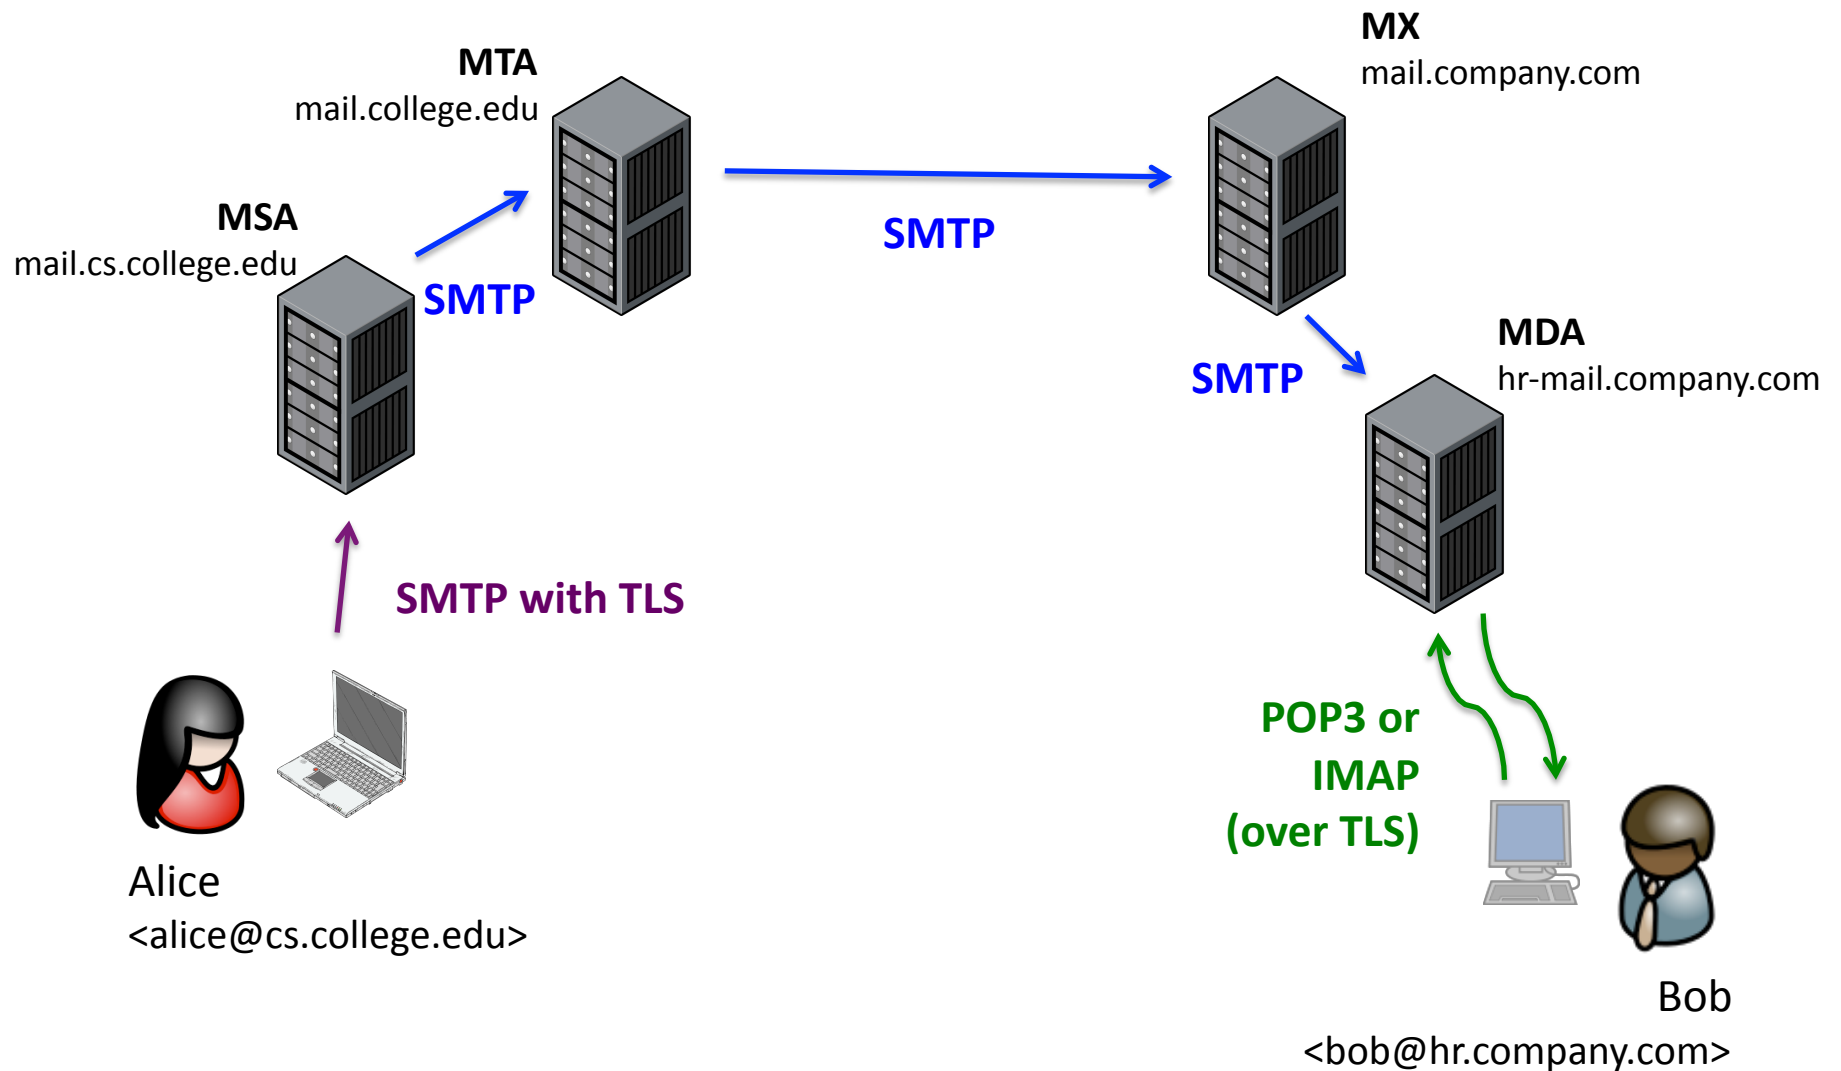 MTA
mail.college.edu
MX
mail.company.com
MSA
mail.cs.college.edu
SMTP
SMTP
MDA
hr-mail.company.com
SMTP
SMTP with TLS
POP3 or
IMAP
(over TLS)
Alice
<alice@cs.college.edu>
Bob
<bob@hr.company.com>